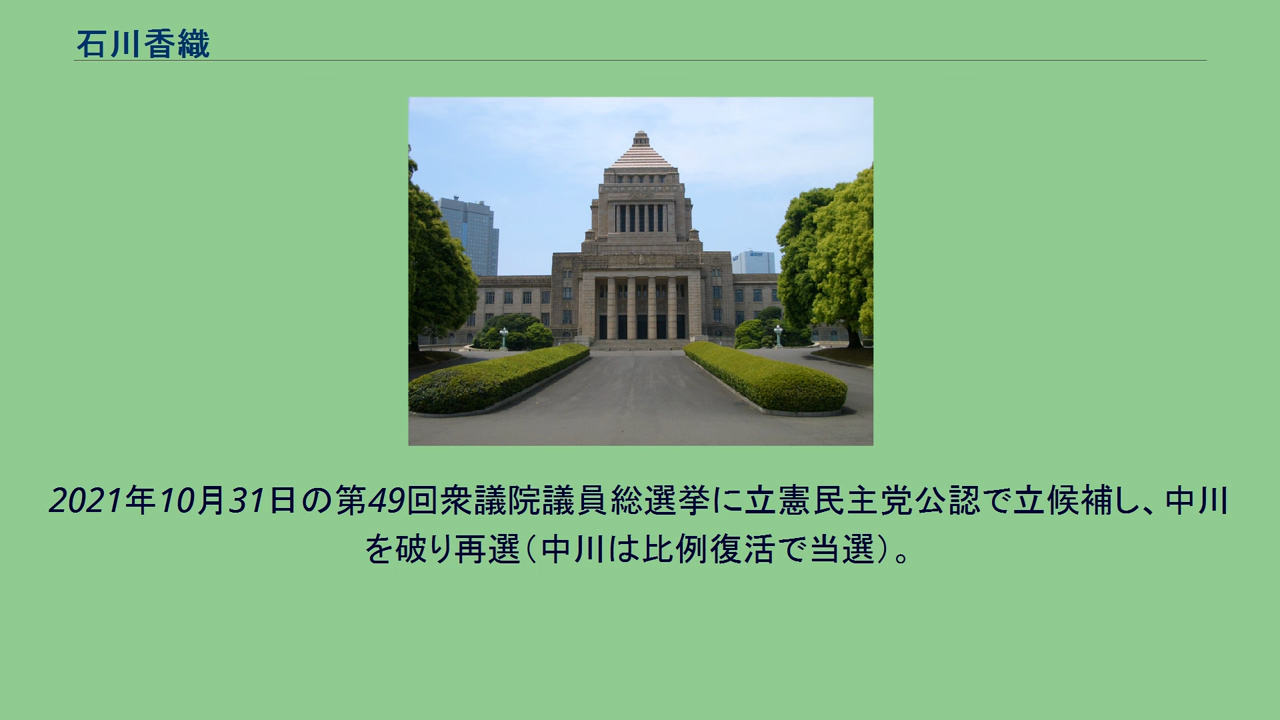 石川香織
2021年10月31日の第49回衆議院議員総選挙に立憲民主党公認で立候補し、中川
を破り再選（中川は比例復活で当選）。